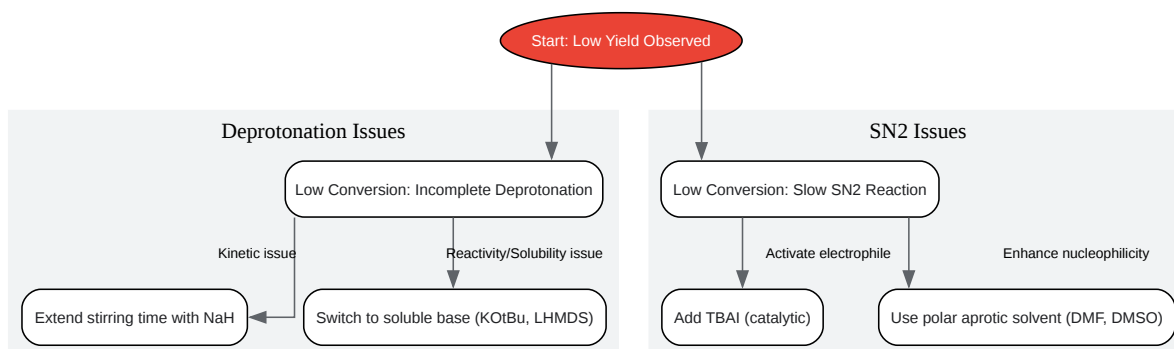 Start: Low Yield Observed
Deprotonation Issues
SN2 Issues
Low Conversion: Incomplete Deprotonation
Low Conversion: Slow SN2 Reaction
Kinetic issue
Reactivity/Solubility issue
Activate electrophile
Enhance nucleophilicity
Extend stirring time with NaH
Switch to soluble base (KOtBu, LHMDS)
Add TBAI (catalytic)
Use polar aprotic solvent (DMF, DMSO)